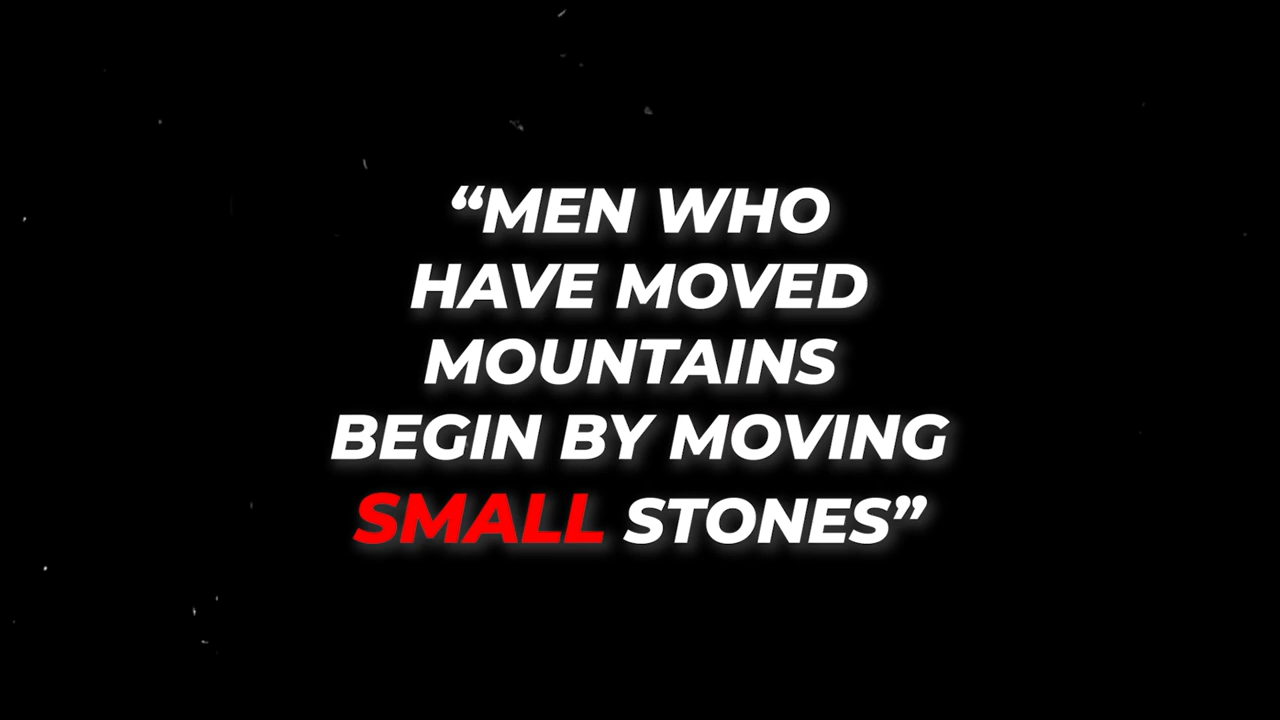 “MEN WHO
HAVE MOVED
MOUNTAINS
BEGIN BY MOVING
SMALL STONES”